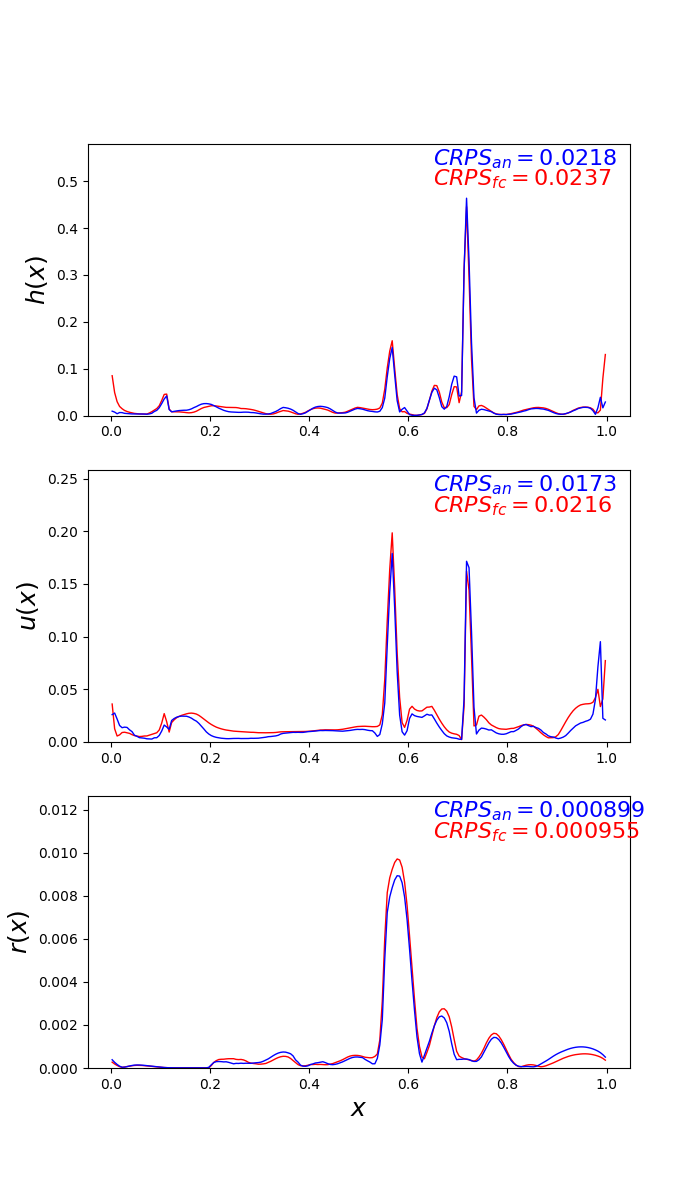 CRPS_an = 0.0218
CRPS_fc = 0.0237
h(x)
0.5
0.4
0.3
0.2
0.1
0.0
0.0 0.2 0.4 0.6 0.8 1.0
CRPS_an = 0.0173
CRPS_fc = 0.0216
u(x)
0.25
0.20
0.15
0.10
0.05
0.00
0.0 0.2 0.4 0.6 0.8 1.0
CRPS_an = 0.000899
CRPS_fc = 0.000955
r(x)
0.012
0.010
0.008
0.006
0.004
0.002
0.000
0.0 0.2 0.4 0.6 0.8 1.0
x